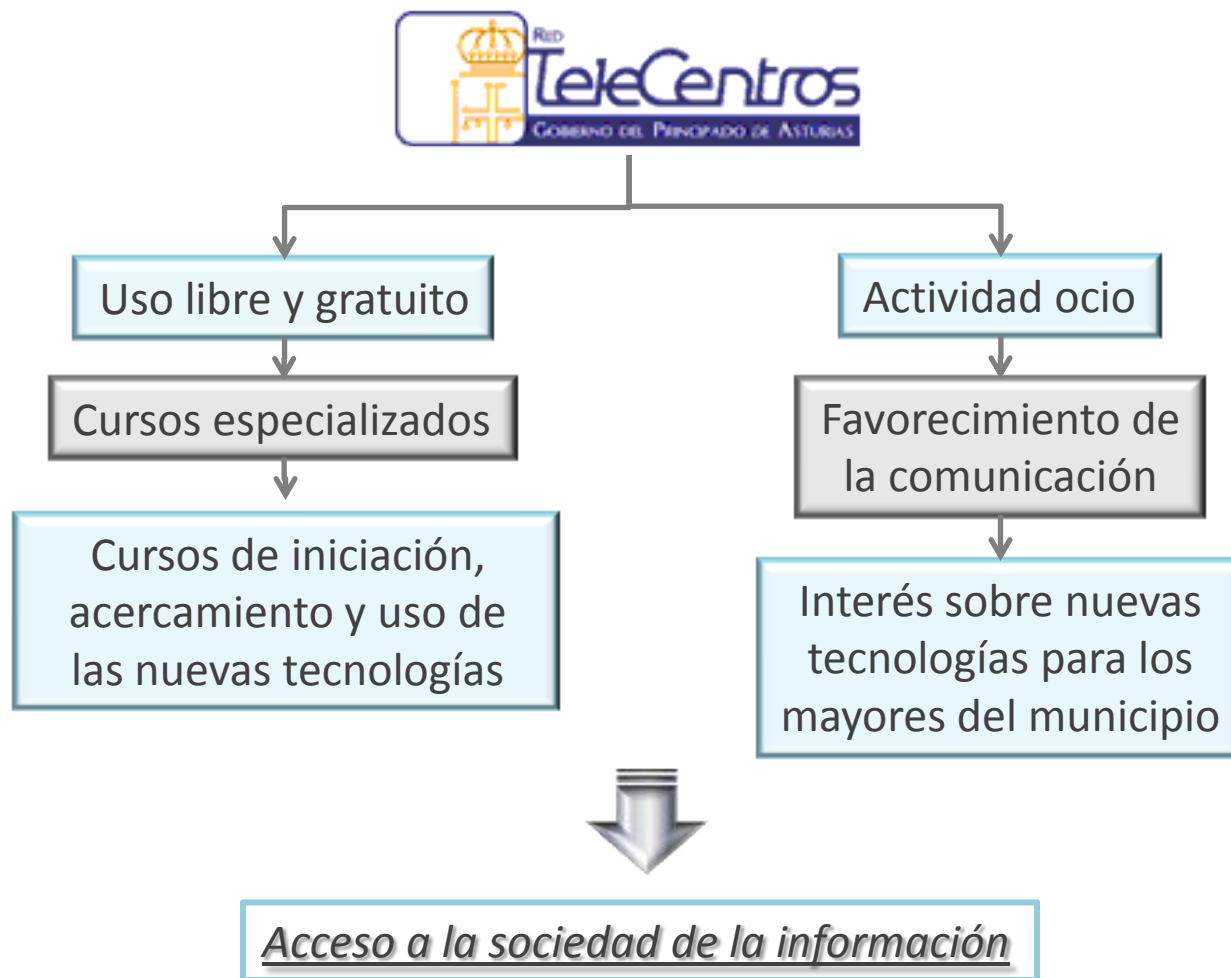 RED
TeleCentros
GOBIERNO DEL PRINCIPADO DE ASTURIAS
Uso libre y gratuito
Cursos especializados
Cursos de iniciación,
acercamiento y uso de
las nuevas tecnologías
Actividad ocio
Favorecimiento de
la comunicación
Interés sobre nuevas
tecnologías para los
mayores del municipio
Acceso a la sociedad de la información